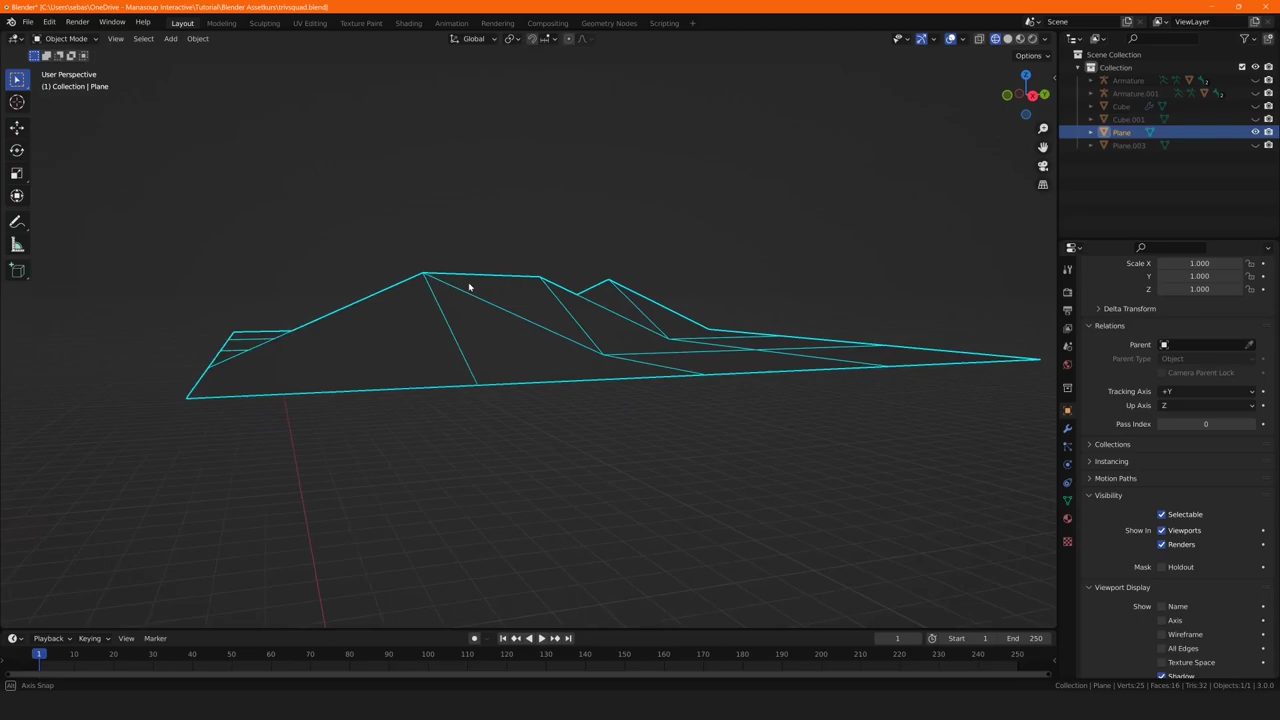 Blender* [C:\Users\sebas\OneDrive - Manasoup Interactive\Tutorial\Blender Assetkurs\trivsquad.blend]
File Edit Render Window Help Layout Modeling Sculpting UV Editing Texture Paint Shading Animation Rendering Compositing Geometry Nodes Scripting + Scene ViewLayer
Object Mode View Select Add Object Global
Options
User Perspective
(1) Collection | Plane
Z
Y
X
Scene Collection
Collection
Armature 2
Armature.001 2
Cube
Cube.001
Plane
Plane.003
Scale X 1.000
Y 1.000
Z 1.000
Delta Transform
Relations
Parent
Parent Type Object
Camera Parent Lock
Tracking Axis +Y
Up Axis Z
Pass Index 0
Collections
Instancing
Motion Paths
Visibility
Selectable
Show In Viewports
Renders
Mask Holdout
Viewport Display
Show Name
Axis
Wireframe
All Edges
Texture Space
Shadow
Playback Keying View Marker 1 Start 1 End 250
1 10 20 30 40 50 60 70 80 90 100 110 120 130 140 150 160 170 180 190 200 210 220 230 240 250
Alt Axis Snap Collection | Plane | Verts:25 | Faces:16 | Tris:32 | Objects:1/1 | 3.0.0